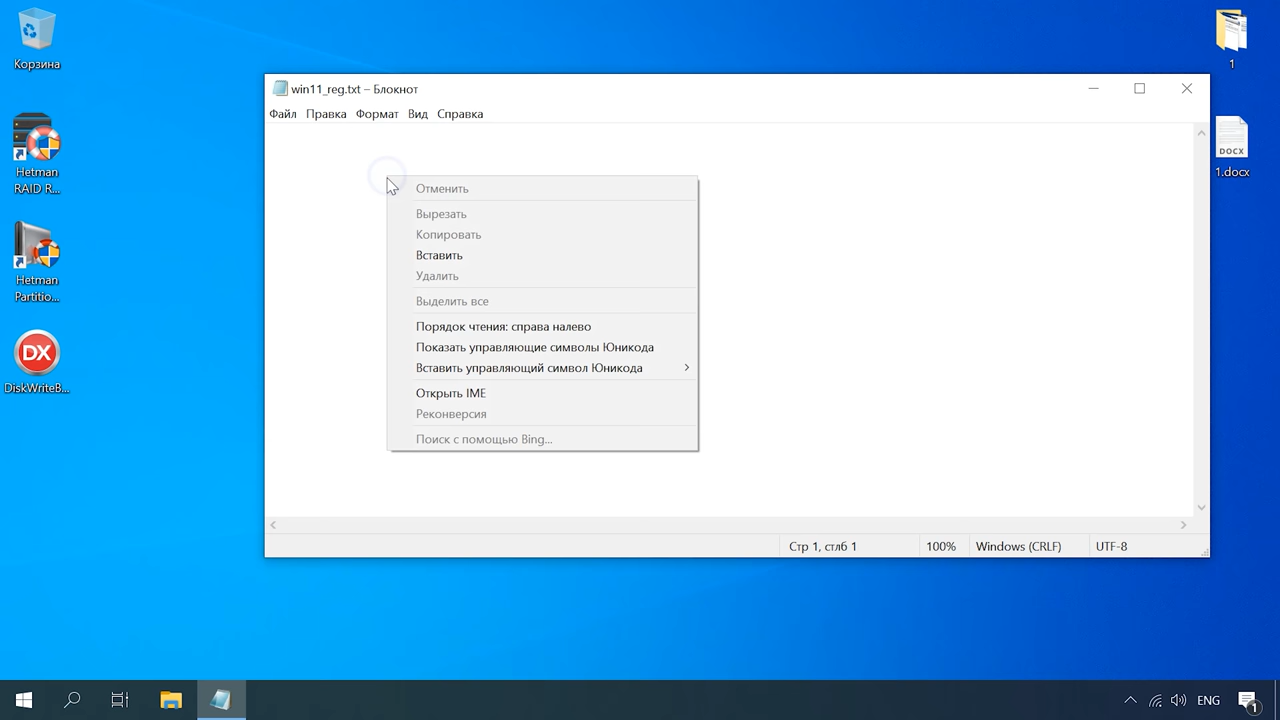 Корзина
Hetman
RAID R...
Hetman
Partitio...
DX
DiskWriteB...
1
DOCX
1.docx
win11_reg.txt – Блокнот
Файл Правка Формат Вид Справка
Отменить
Вырезать
Копировать
Вставить
Удалить
Выделить все
Порядок чтения: справа налево
Показать управляющие символы Юникода
Вставить управляющий символ Юникода
Открыть IME
Реконверсия
Поиск с помощью Bing...
Стр 1, стлб 1 100% Windows (CRLF) UTF-8
ENG 1